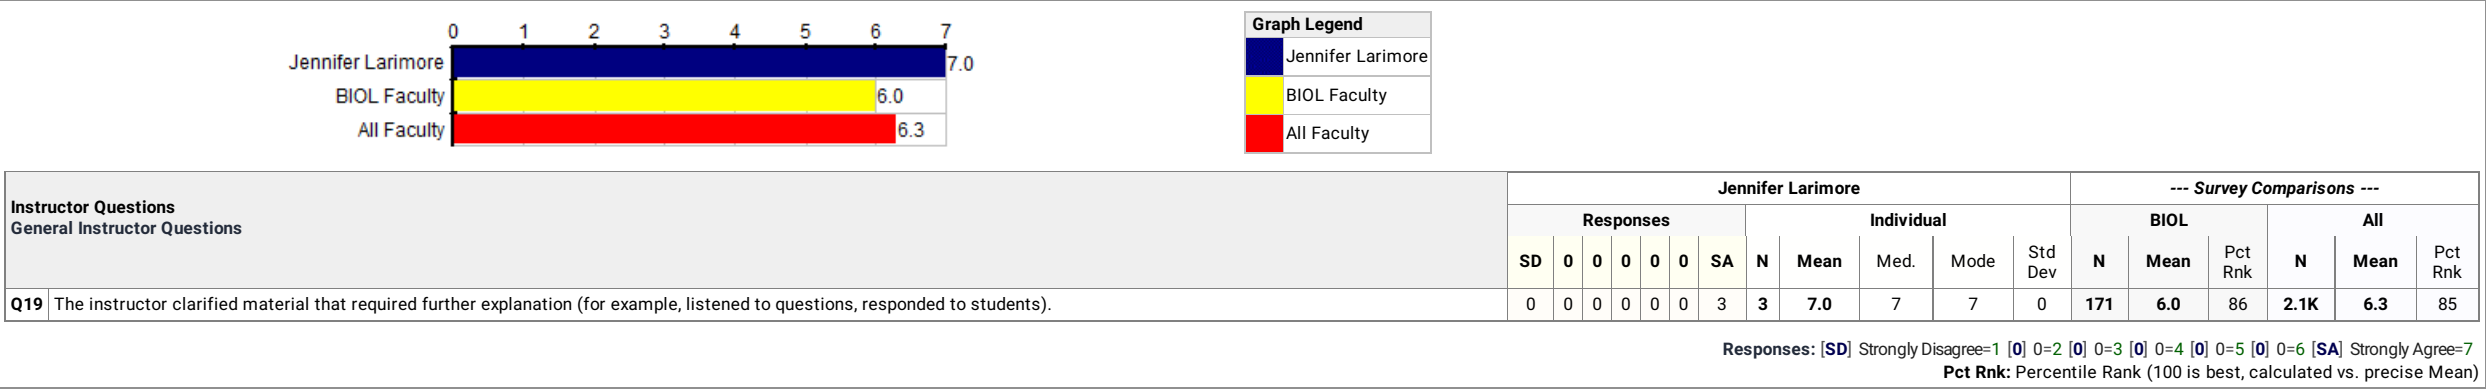 0 1 2 3 4 5 6 7
Jennifer Larimore 7.0
BIOL Faculty 6.0
All Faculty 6.3
Graph Legend
Jennifer Larimore
BIOL Faculty
All Faculty
Instructor Questions
General Instructor Questions
Jennifer Larimore --- Survey Comparisons ---
Responses Individual BIOL All
SD 0 0 0 0 0 SA N Mean Med. Mode Std Dev N Mean Pct Rnk N Mean Pct Rnk
Q19 The instructor clarified material that required further explanation (for example, listened to questions, responded to students). 0 0 0 0 0 0 3 3 7.0 7 7 0 171 6.0 86 2.1K 6.3 85
Responses: [SD] Strongly Disagree=1 [0] 0=2 [0] 0=3 [0] 0=4 [0] 0=5 [0] 0=6 [SA] Strongly Agree=7
Pct Rnk: Percentile Rank (100 is best, calculated vs. precise Mean)